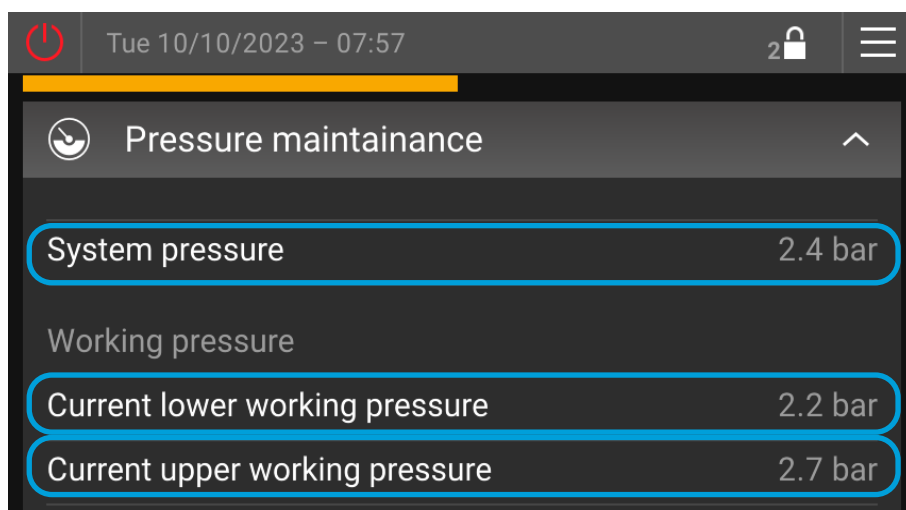 Tue 10/10/2023 – 07:57 2
Pressure maintainance
System pressure 2.4 bar
Working pressure
Current lower working pressure 2.2 bar
Current upper working pressure 2.7 bar